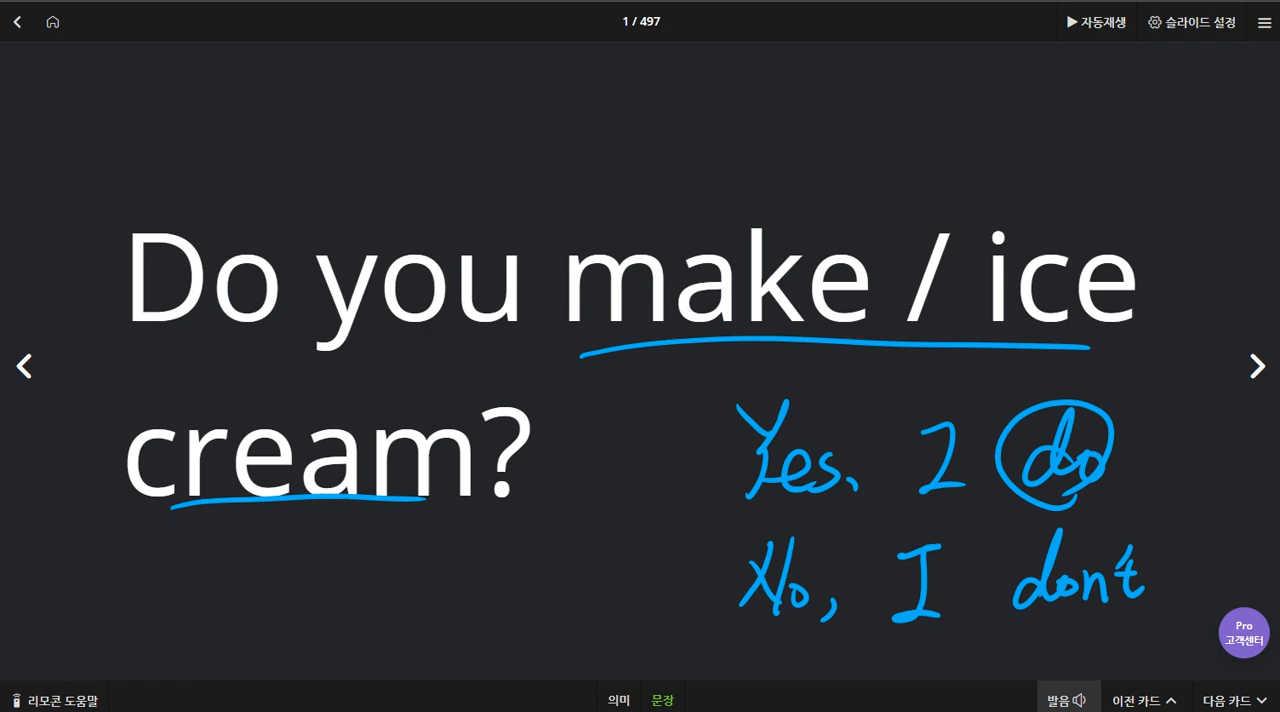 1 / 497
▶ 자동재생
슬라이드 설정
Do you make / ice
cream?
Yes, I do
No, I don't
Pro
고객센터
리모콘 도움말
의미
문장
발음
이전 카드
다음 카드